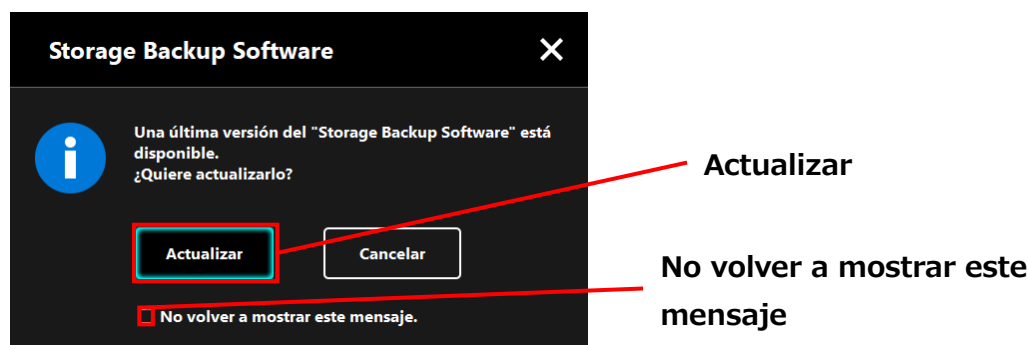 Storage Backup Software
Una última versión del "Storage Backup Software" está
disponible.
¿Quiere actualizarlo?
Actualizar
Cancelar
No volver a mostrar este mensaje.
Actualizar
No volver a mostrar este
mensaje